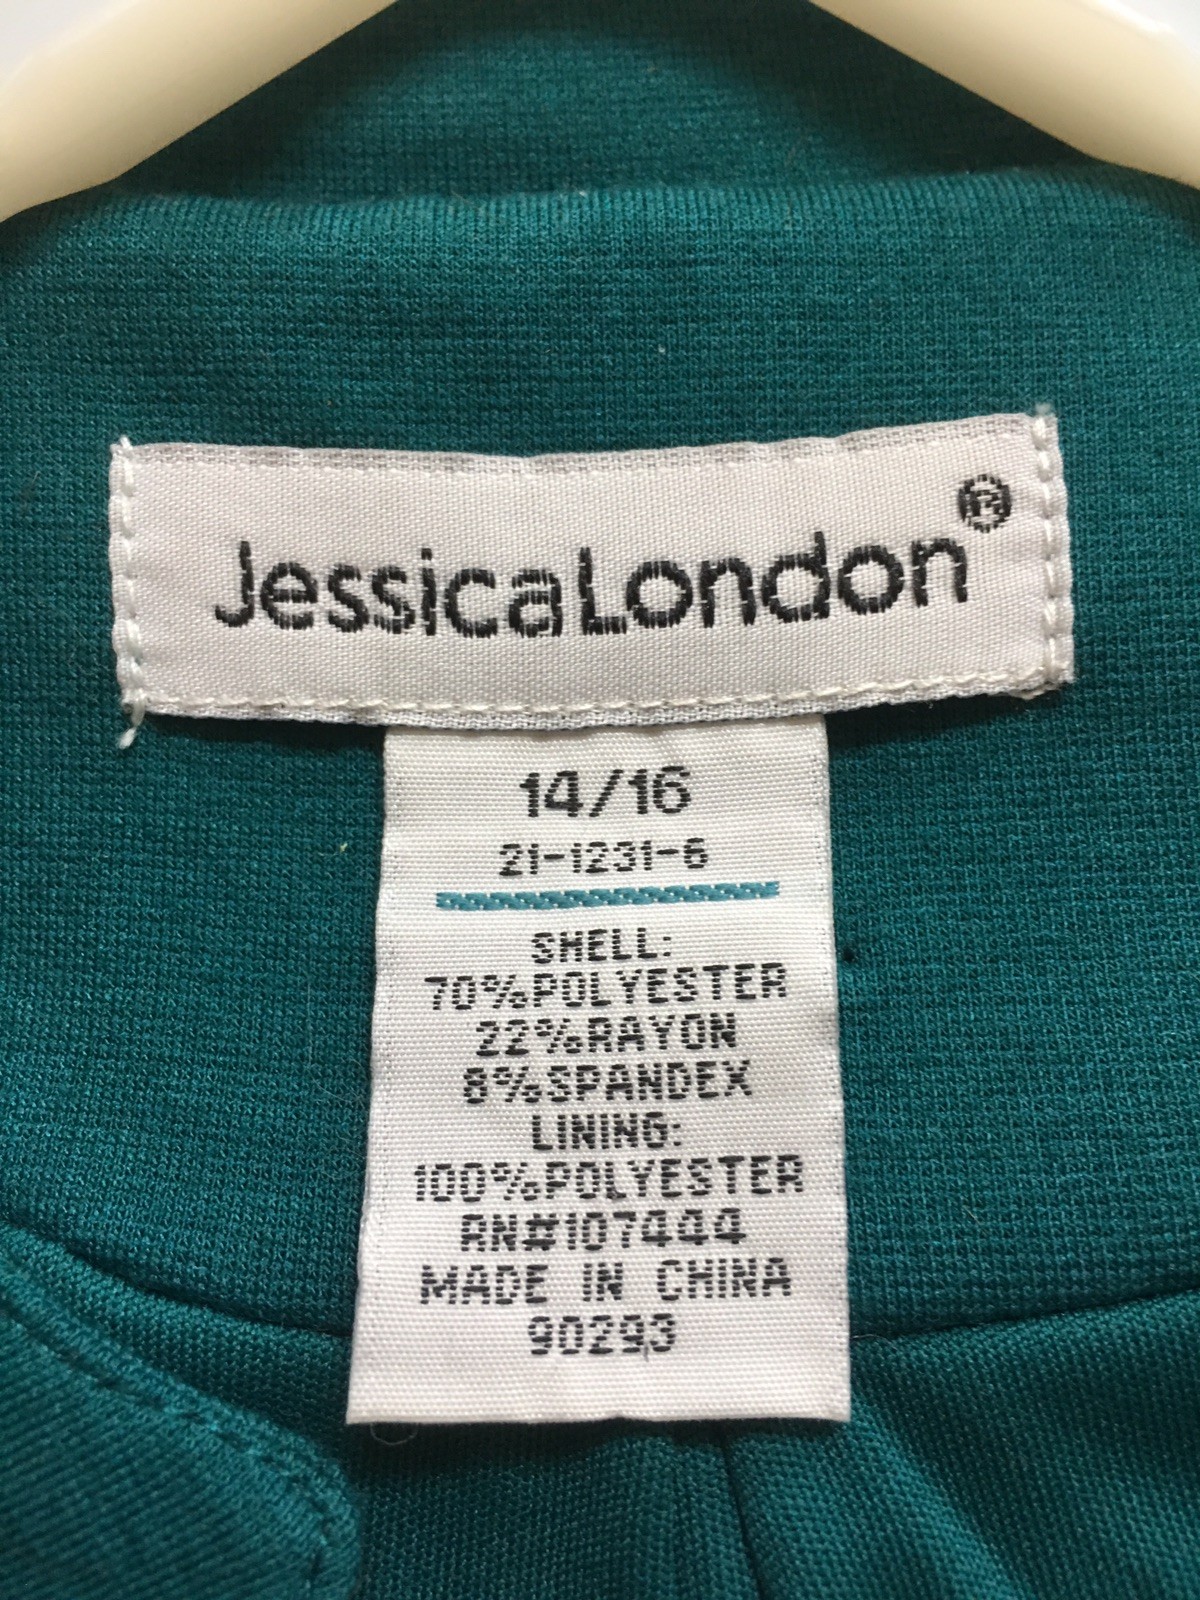 JessicaLondon®
14/16
21-1231-6
SHELL:
70%POLYESTER
22%RAYON
8%SPANDEX
LINING:
100%POLYESTER
RN#107444
MADE IN CHINA
90293